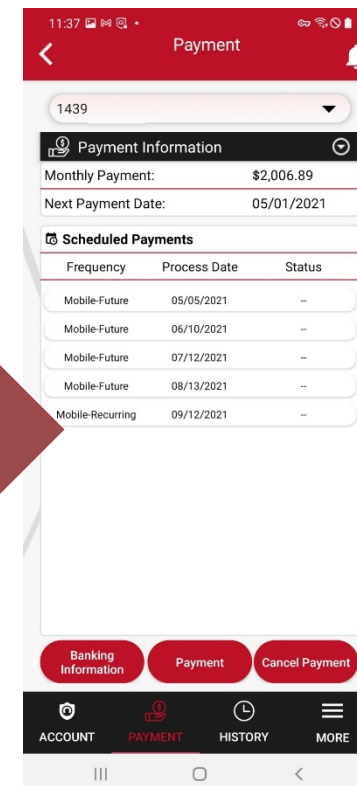 11:37
Payment
1439
Payment Information
Monthly Payment: $2,006.89
Next Payment Date: 05/01/2021
Scheduled Payments
Frequency Process Date Status
Mobile-Future 05/05/2021 --
Mobile-Future 06/10/2021 --
Mobile-Future 07/12/2021 --
Mobile-Future 08/13/2021 --
Mobile-Recurring 09/12/2021 --
Banking Information
Payment
Cancel Payment
ACCOUNT PAYMENT HISTORY MORE